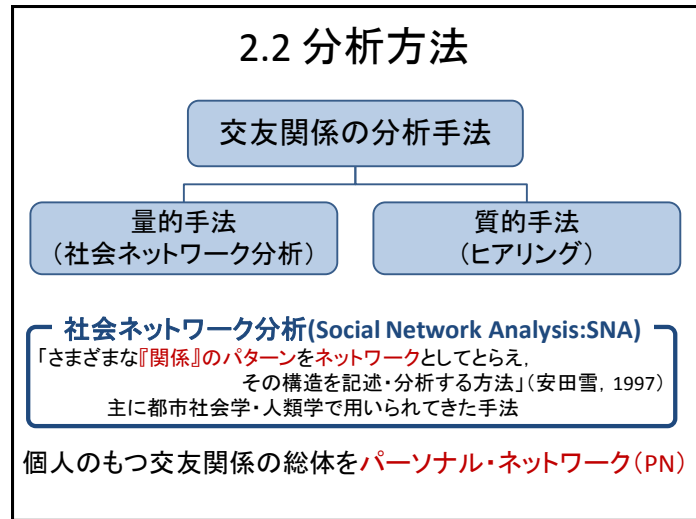 2.2 分析方法
交友関係の分析手法
量的手法
（社会ネットワーク分析）
質的手法
（ヒアリング）
社会ネットワーク分析(Social Network Analysis:SNA)
「さまざまな『関係』のパターンをネットワークとしてとらえ，
その構造を記述・分析する方法」（安田雪，1997）
主に都市社会学・人類学で用いられてきた手法
個人のもつ交友関係の総体をパーソナル・ネットワーク（PN）